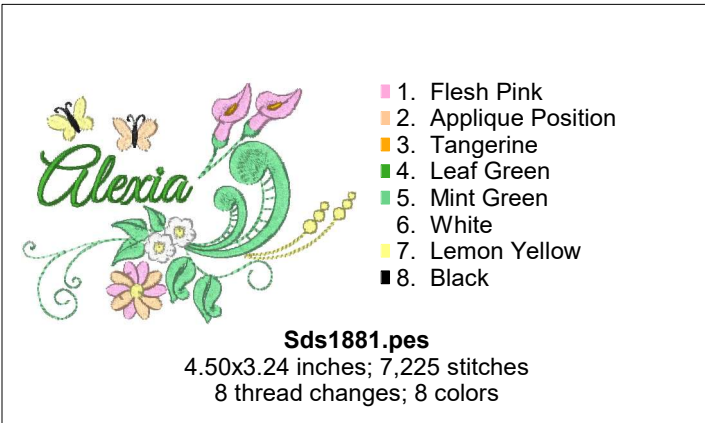 Alexia
1. Flesh Pink
2. Applique Position
3. Tangerine
4. Leaf Green
5. Mint Green
6. White
7. Lemon Yellow
8. Black
Sds1881.pes
4.50x3.24 inches; 7,225 stitches
8 thread changes; 8 colors